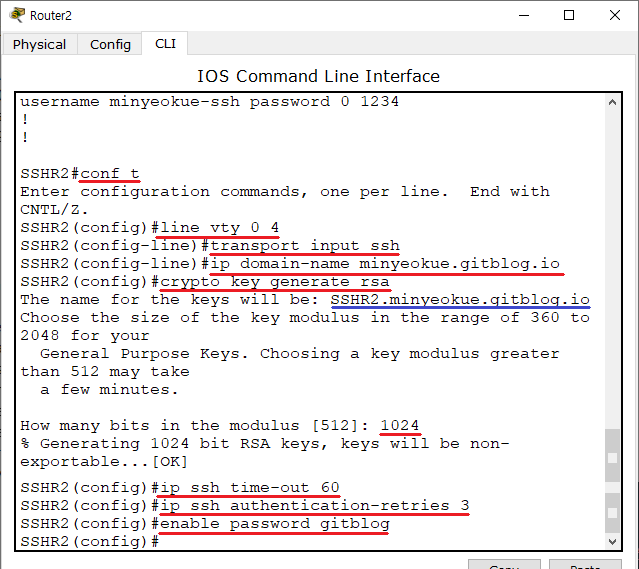 Router2
Physical Config CLI
IOS Command Line Interface
username minyeokue-ssh password 0 1234
!
!
SSHR2#conf t
Enter configuration commands, one per line.  End with
CNTL/Z.
SSHR2(config)#line vty 0 4
SSHR2(config-line)#transport input ssh
SSHR2(config-line)#ip domain-name minyeokue.gitblog.io
SSHR2(config)#crypto key generate rsa
The name for the keys will be: SSHR2.minyeokue.gitblog.io
Choose the size of the key modulus in the range of 360 to
2048 for your
  General Purpose Keys. Choosing a key modulus greater
than 512 may take
  a few minutes.
How many bits in the modulus [512]: 1024
% Generating 1024 bit RSA keys, keys will be non-
exportable...[OK]
SSHR2(config)#ip ssh time-out 60
SSHR2(config)#ip ssh authentication-retries 3
SSHR2(config)#enable password gitblog
SSHR2(config)#
Copy Paste